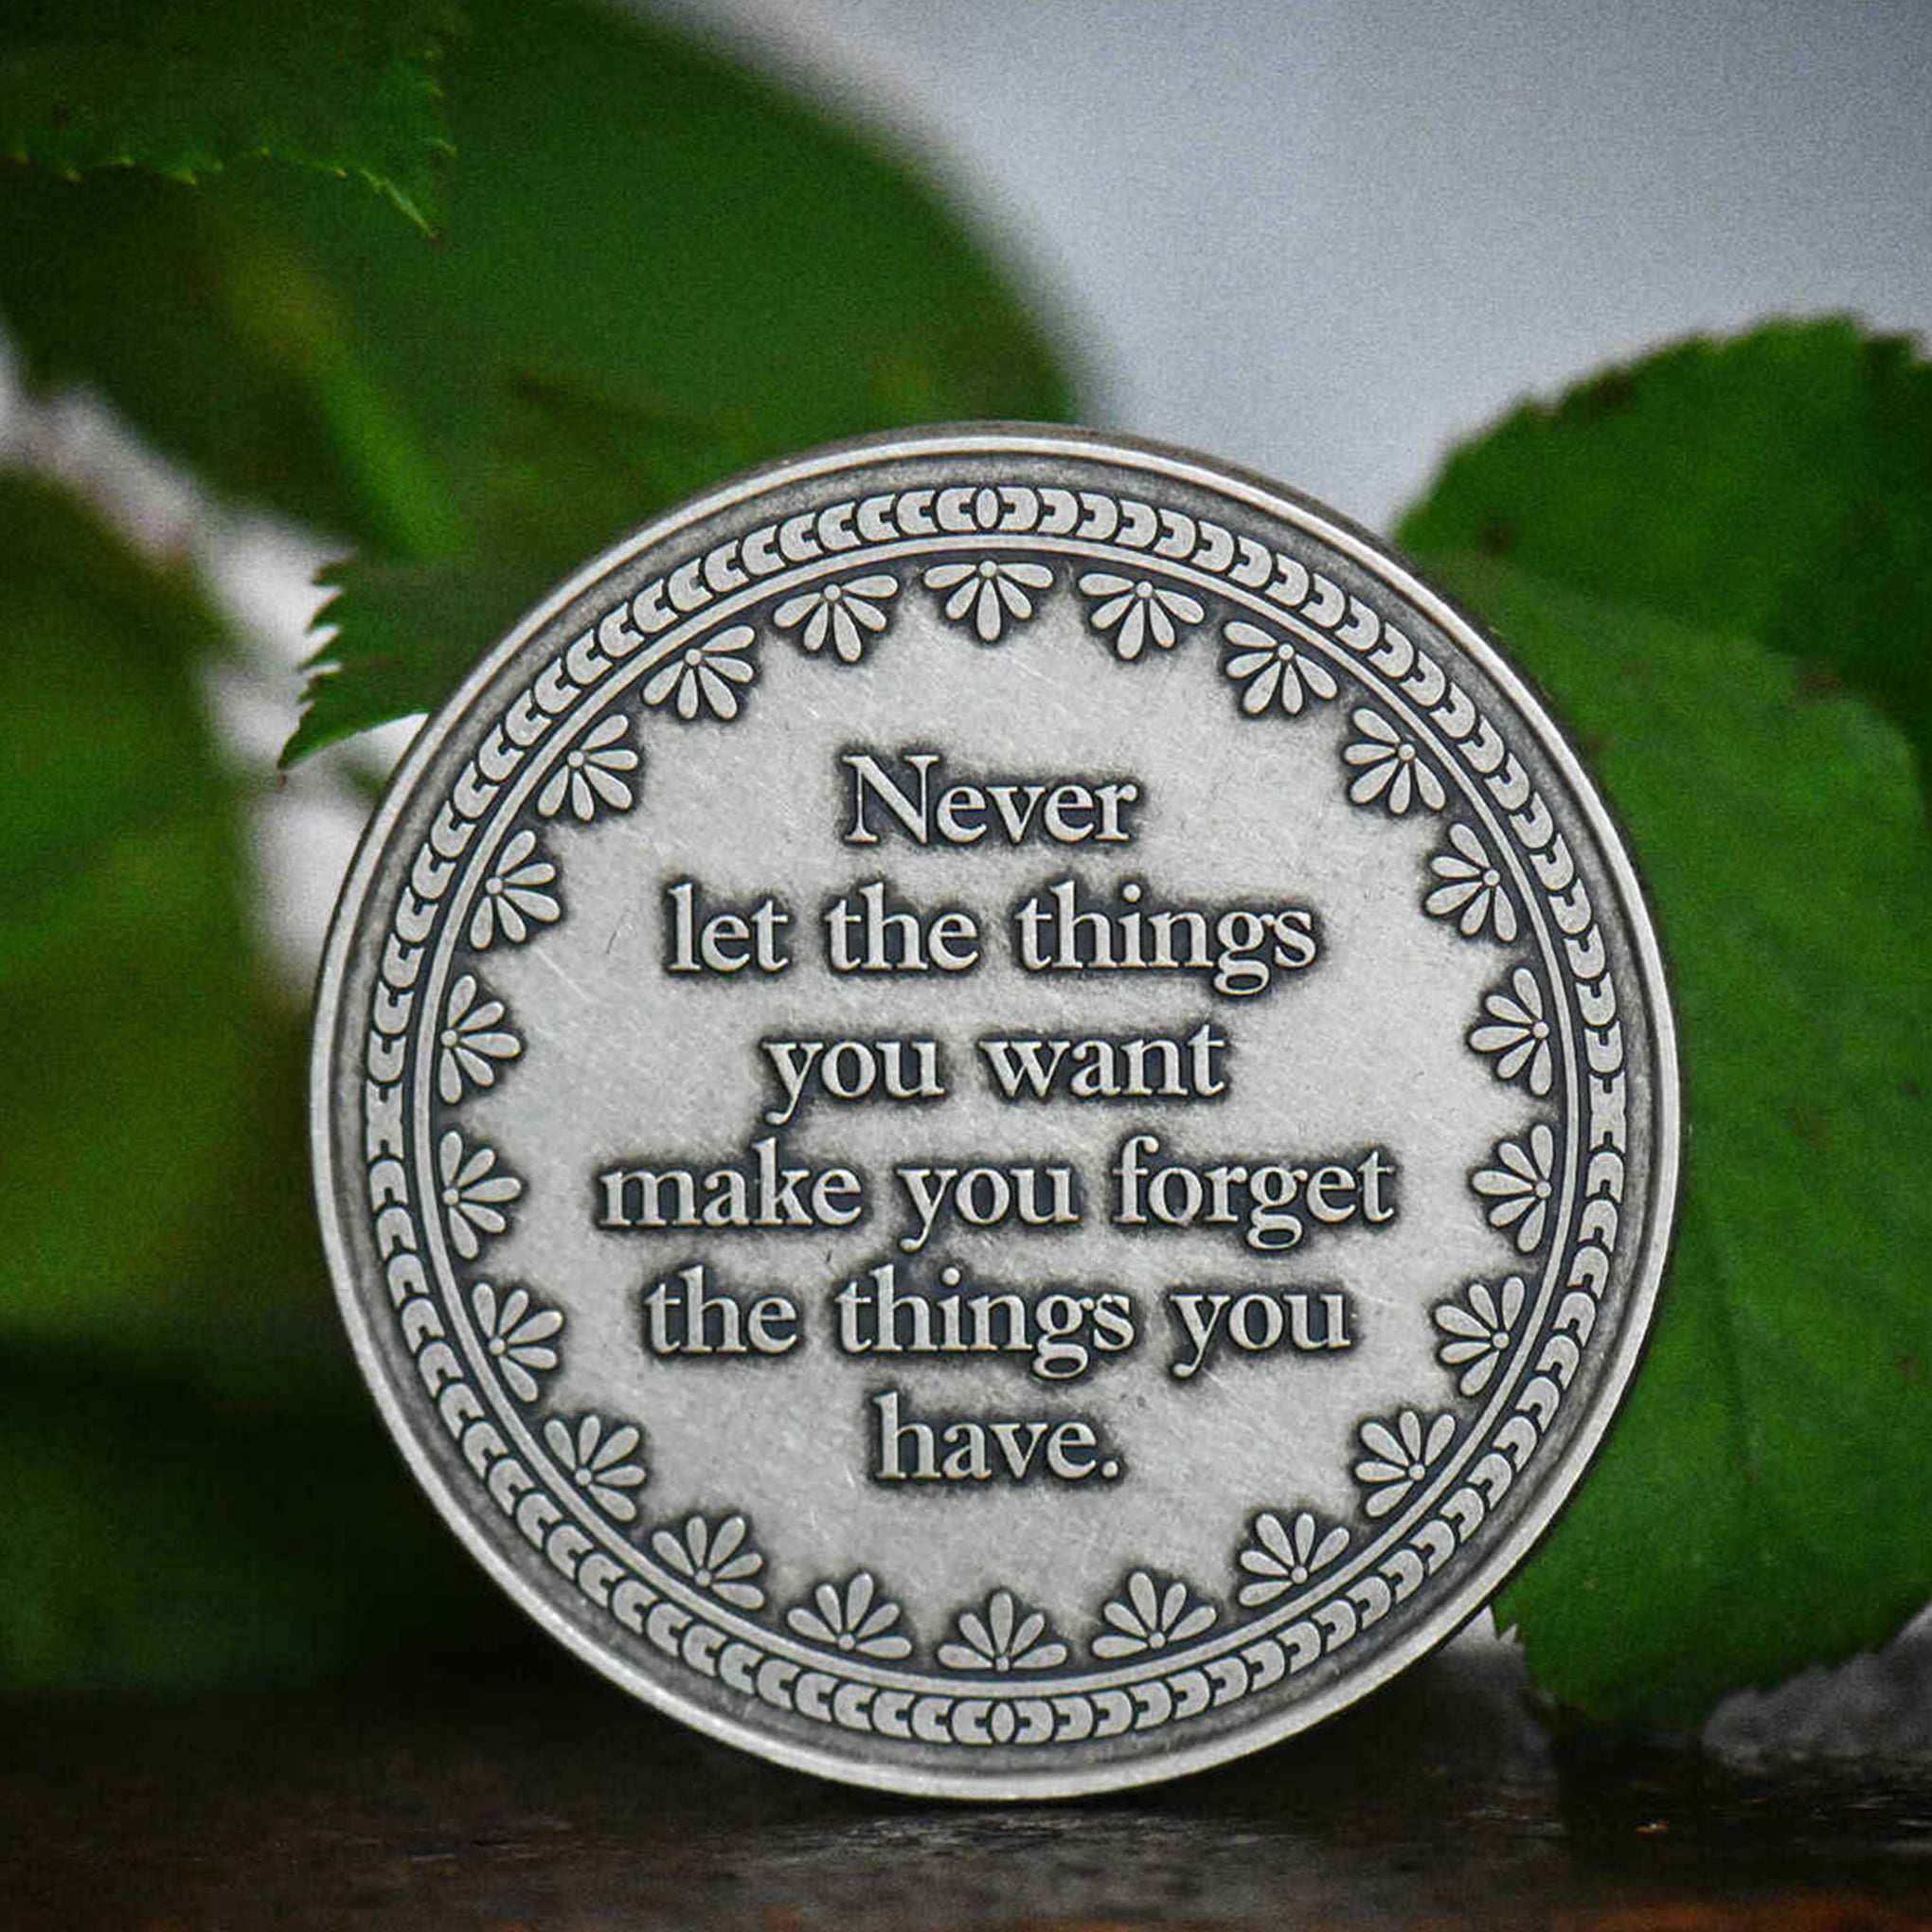 Never
let the things
you want
make you forget
the things you
have.